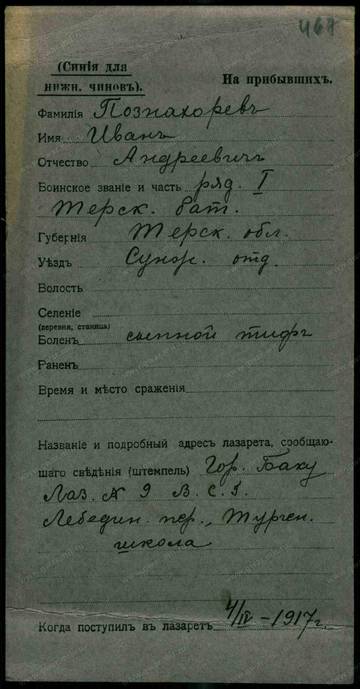 467
(Синія для
нижн. чиновъ).
На прибывшихъ.
Фамилія Познахоревъ
Имя Иванъ
Отчество Андреевичъ
Воинское званіе и часть ряд. I
Терск. бат.
Губернія Терск. обл.
Уѣздъ Сунж. отд.
Волость
Селеніе
(деревня, станица)
Боленъ сыпной тифъ
Раненъ
Время и мѣсто сраженія
Названіе и подробный адресъ лазарета, сообщаю-
щаго свѣдѣнія (штемпель) Гор. Баку
Лаз. № 9 В. С. Г.
Лебедин. пер., Турген.
школа
Когда поступилъ въ лазаретъ 4/IV - 1917 г.